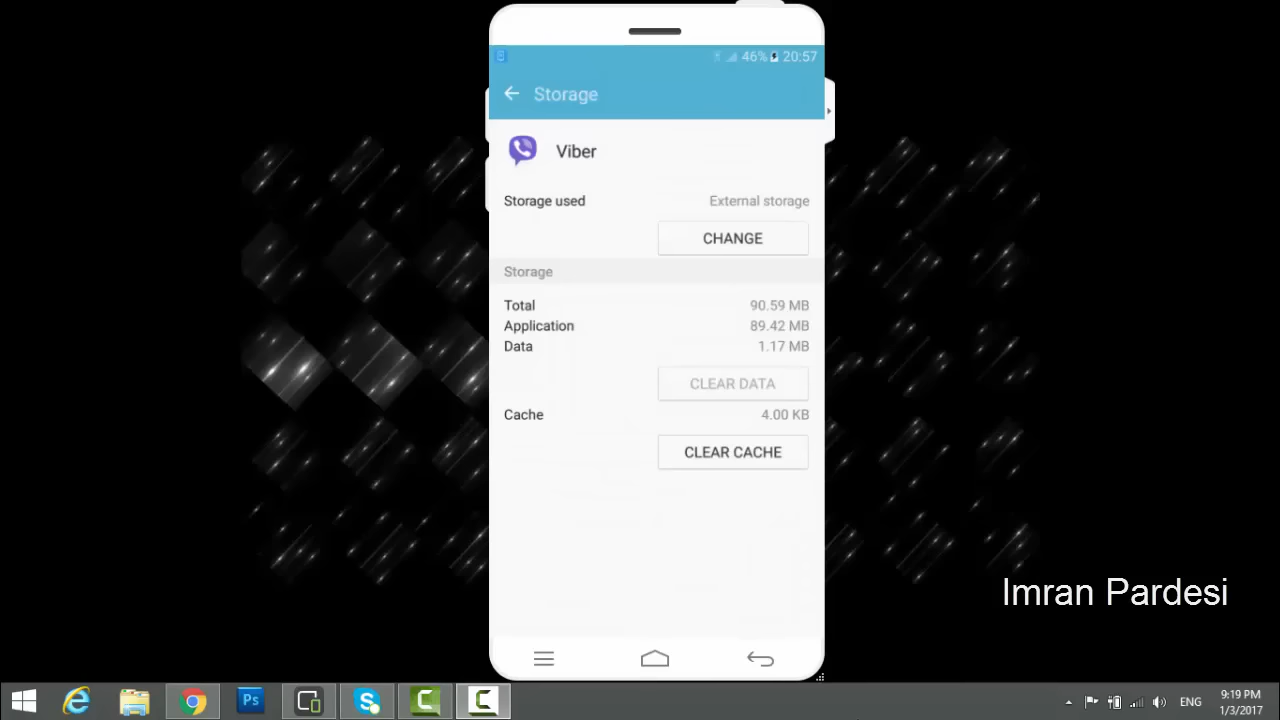 46% 20:57
Storage
Viber
Storage used External storage
CHANGE
Storage
Total 90.59 MB
Application 89.42 MB
Data 1.17 MB
CLEAR DATA
Cache 4.00 KB
CLEAR CACHE
Imran Pardesi
Ps
ENG
9:19 PM
1/3/2017